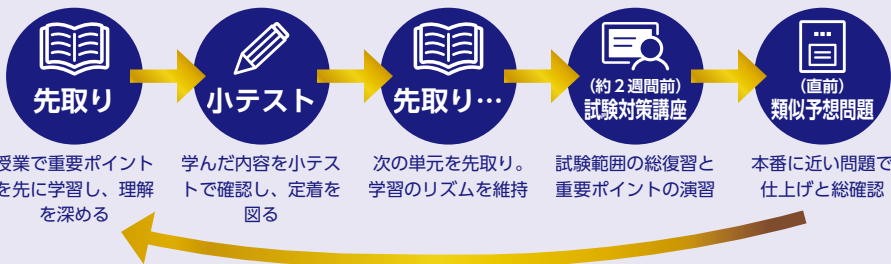 先取り
小テスト
先取り…
(約2週間前)
試験対策講座
(直前)
類似予想問題
授業で重要ポイント
を先に学習し、理解
を深める
学んだ内容を小テス
トで確認し、定着を
図る
次の単元を先取り。
学習のリズムを維持
試験範囲の総復習と
重要ポイントの演習
本番に近い問題で
仕上げと総確認